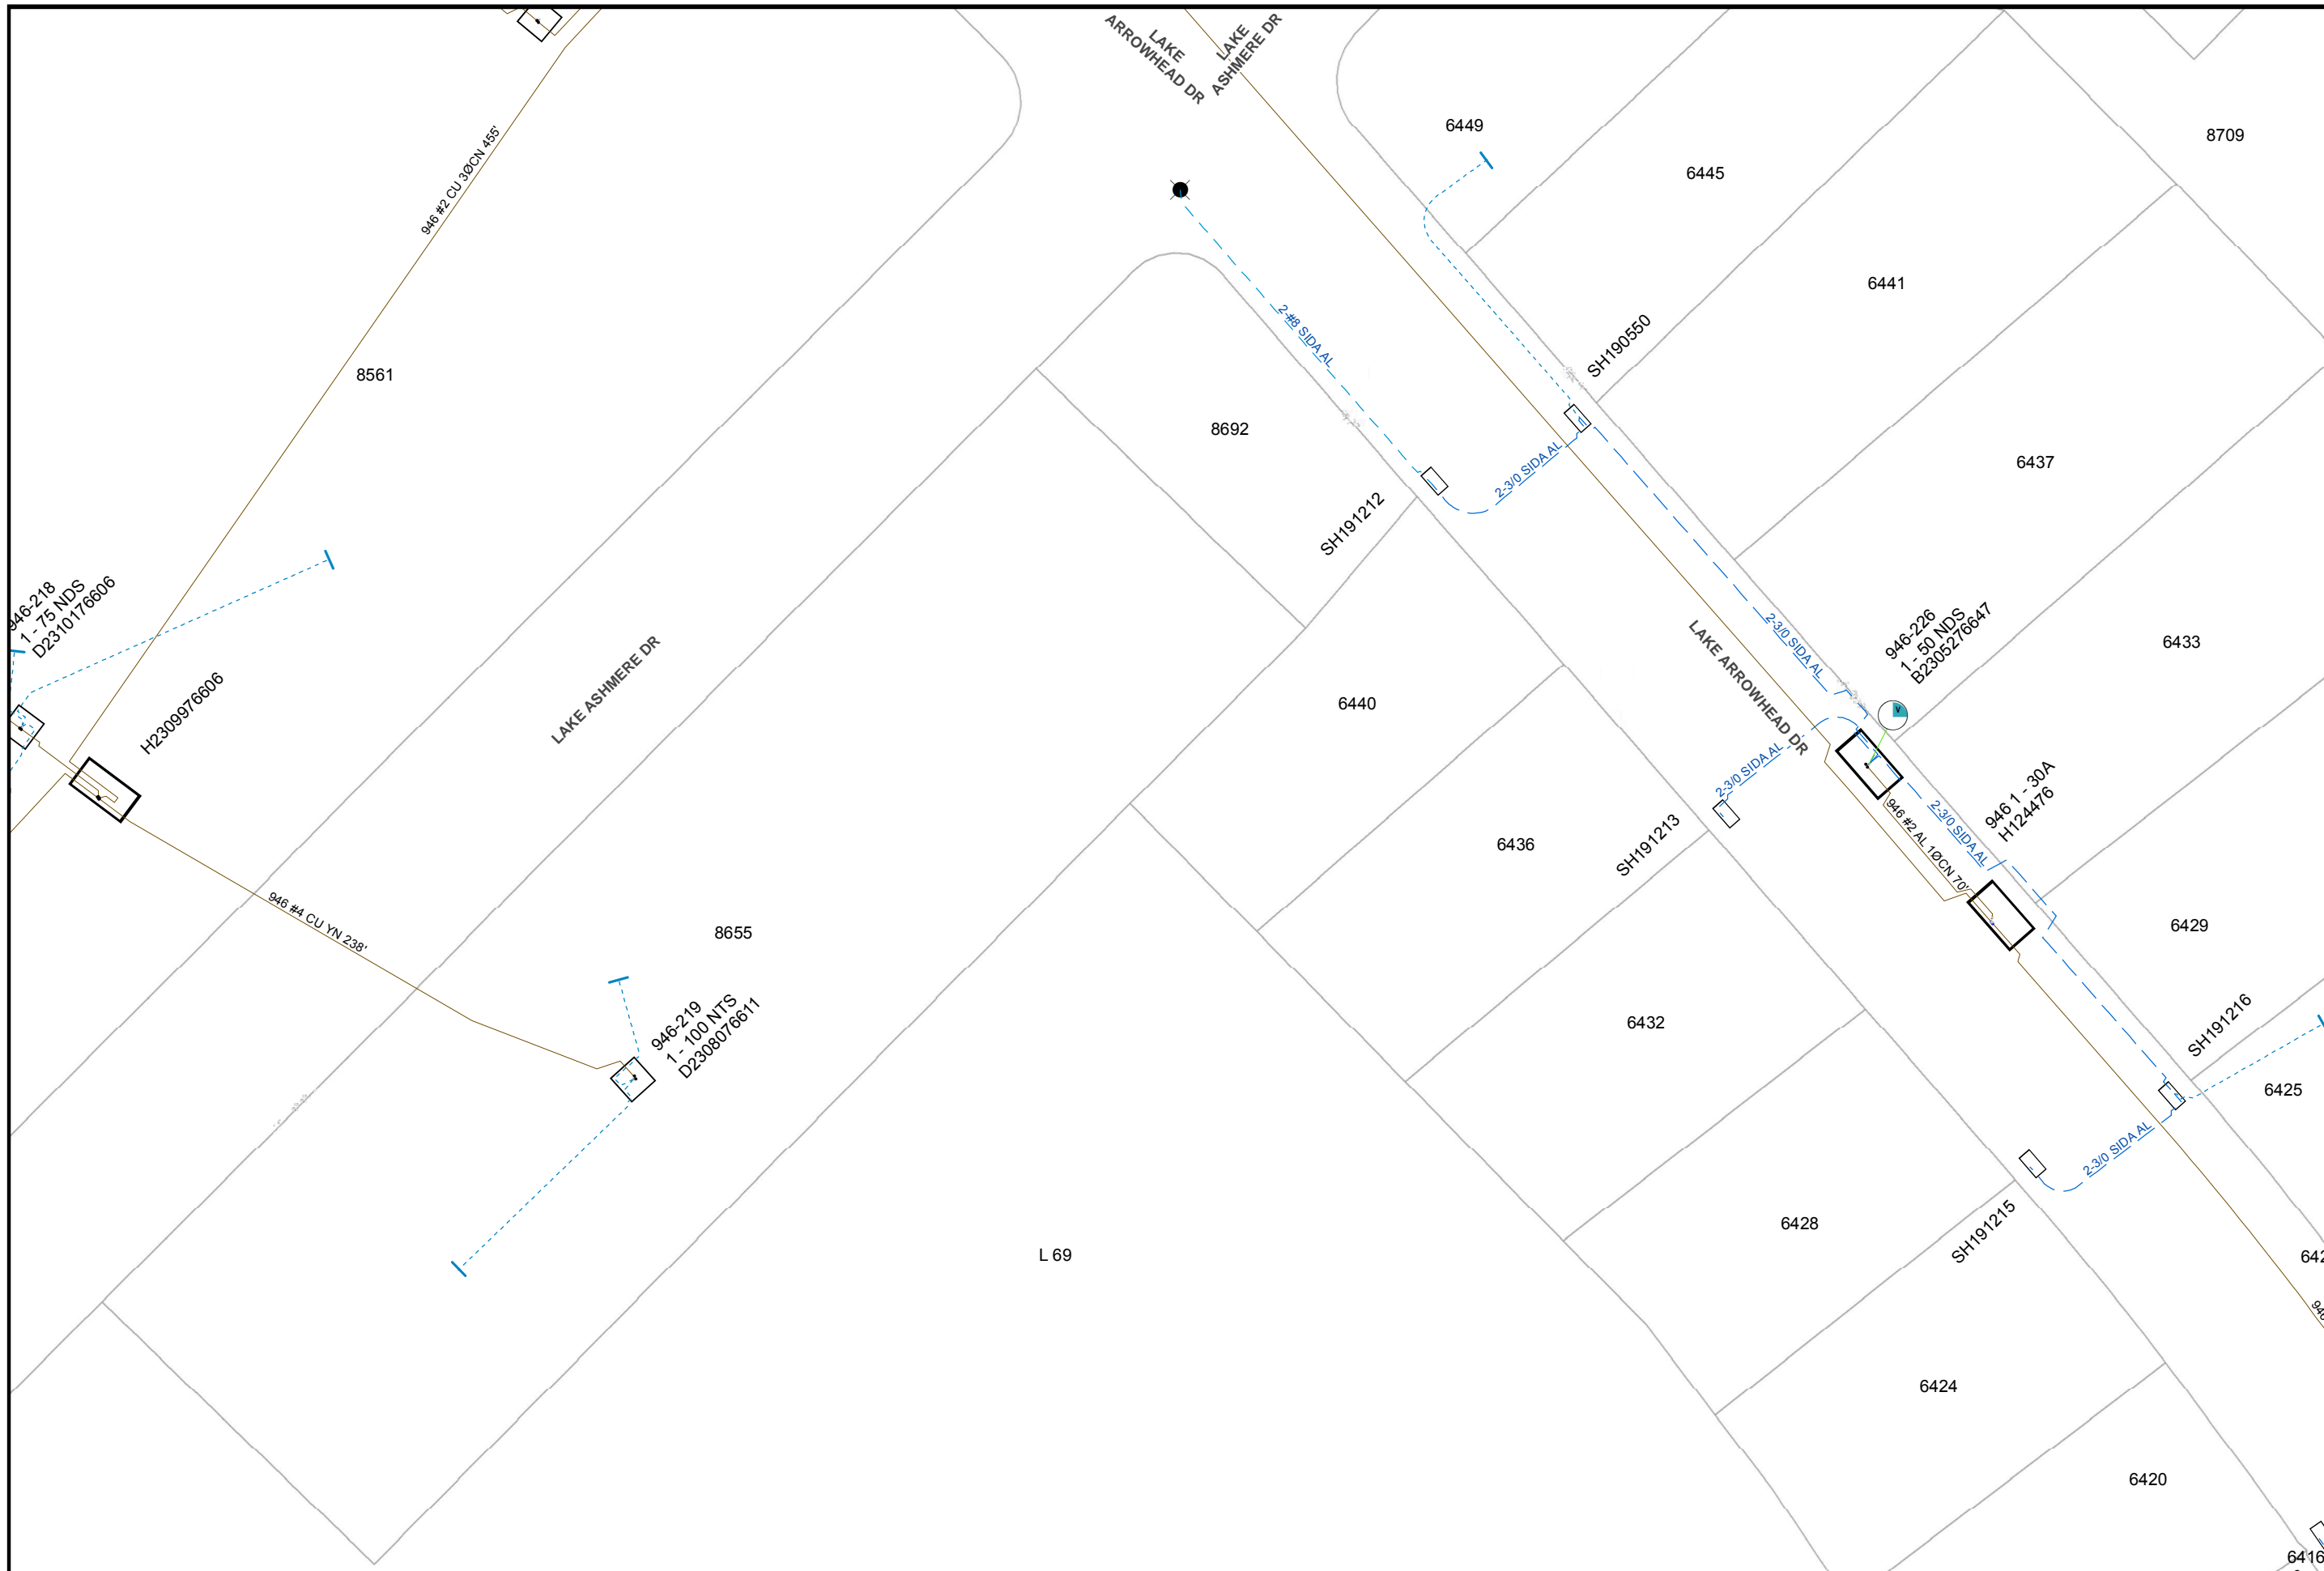 LAKE
ARROWHEAD DR
LAKE
ASHMERE DR
6449
8709
6445
946 #2 CU 3ØCN 455'
6441
2-#8 SIDA AL
SH190550
8561
8692
2-3/0 SIDA AL
6437
SH191212
946-218
1 - 75 NDS
D2310176606
H2309976606
LAKE ASHMERE DR
2-3/0 SIDA AL
946-226
1 - 50 NDS
B2305276647
6433
LAKE ARROWHEAD DR
6440
2-3/0 SIDA AL
946 1 - 30A
H124476
2-3/0 SIDA AL
946 #2 AL 1ØCN 70'
SH191213
6436
946 #4 CU YN 238'
8655
6429
946-219
1 - 100 NTS
D2308076611
6432
SH191216
6425
2-3/0 SIDA AL
6428
SH191215
L 69
6424
6420
6416
V